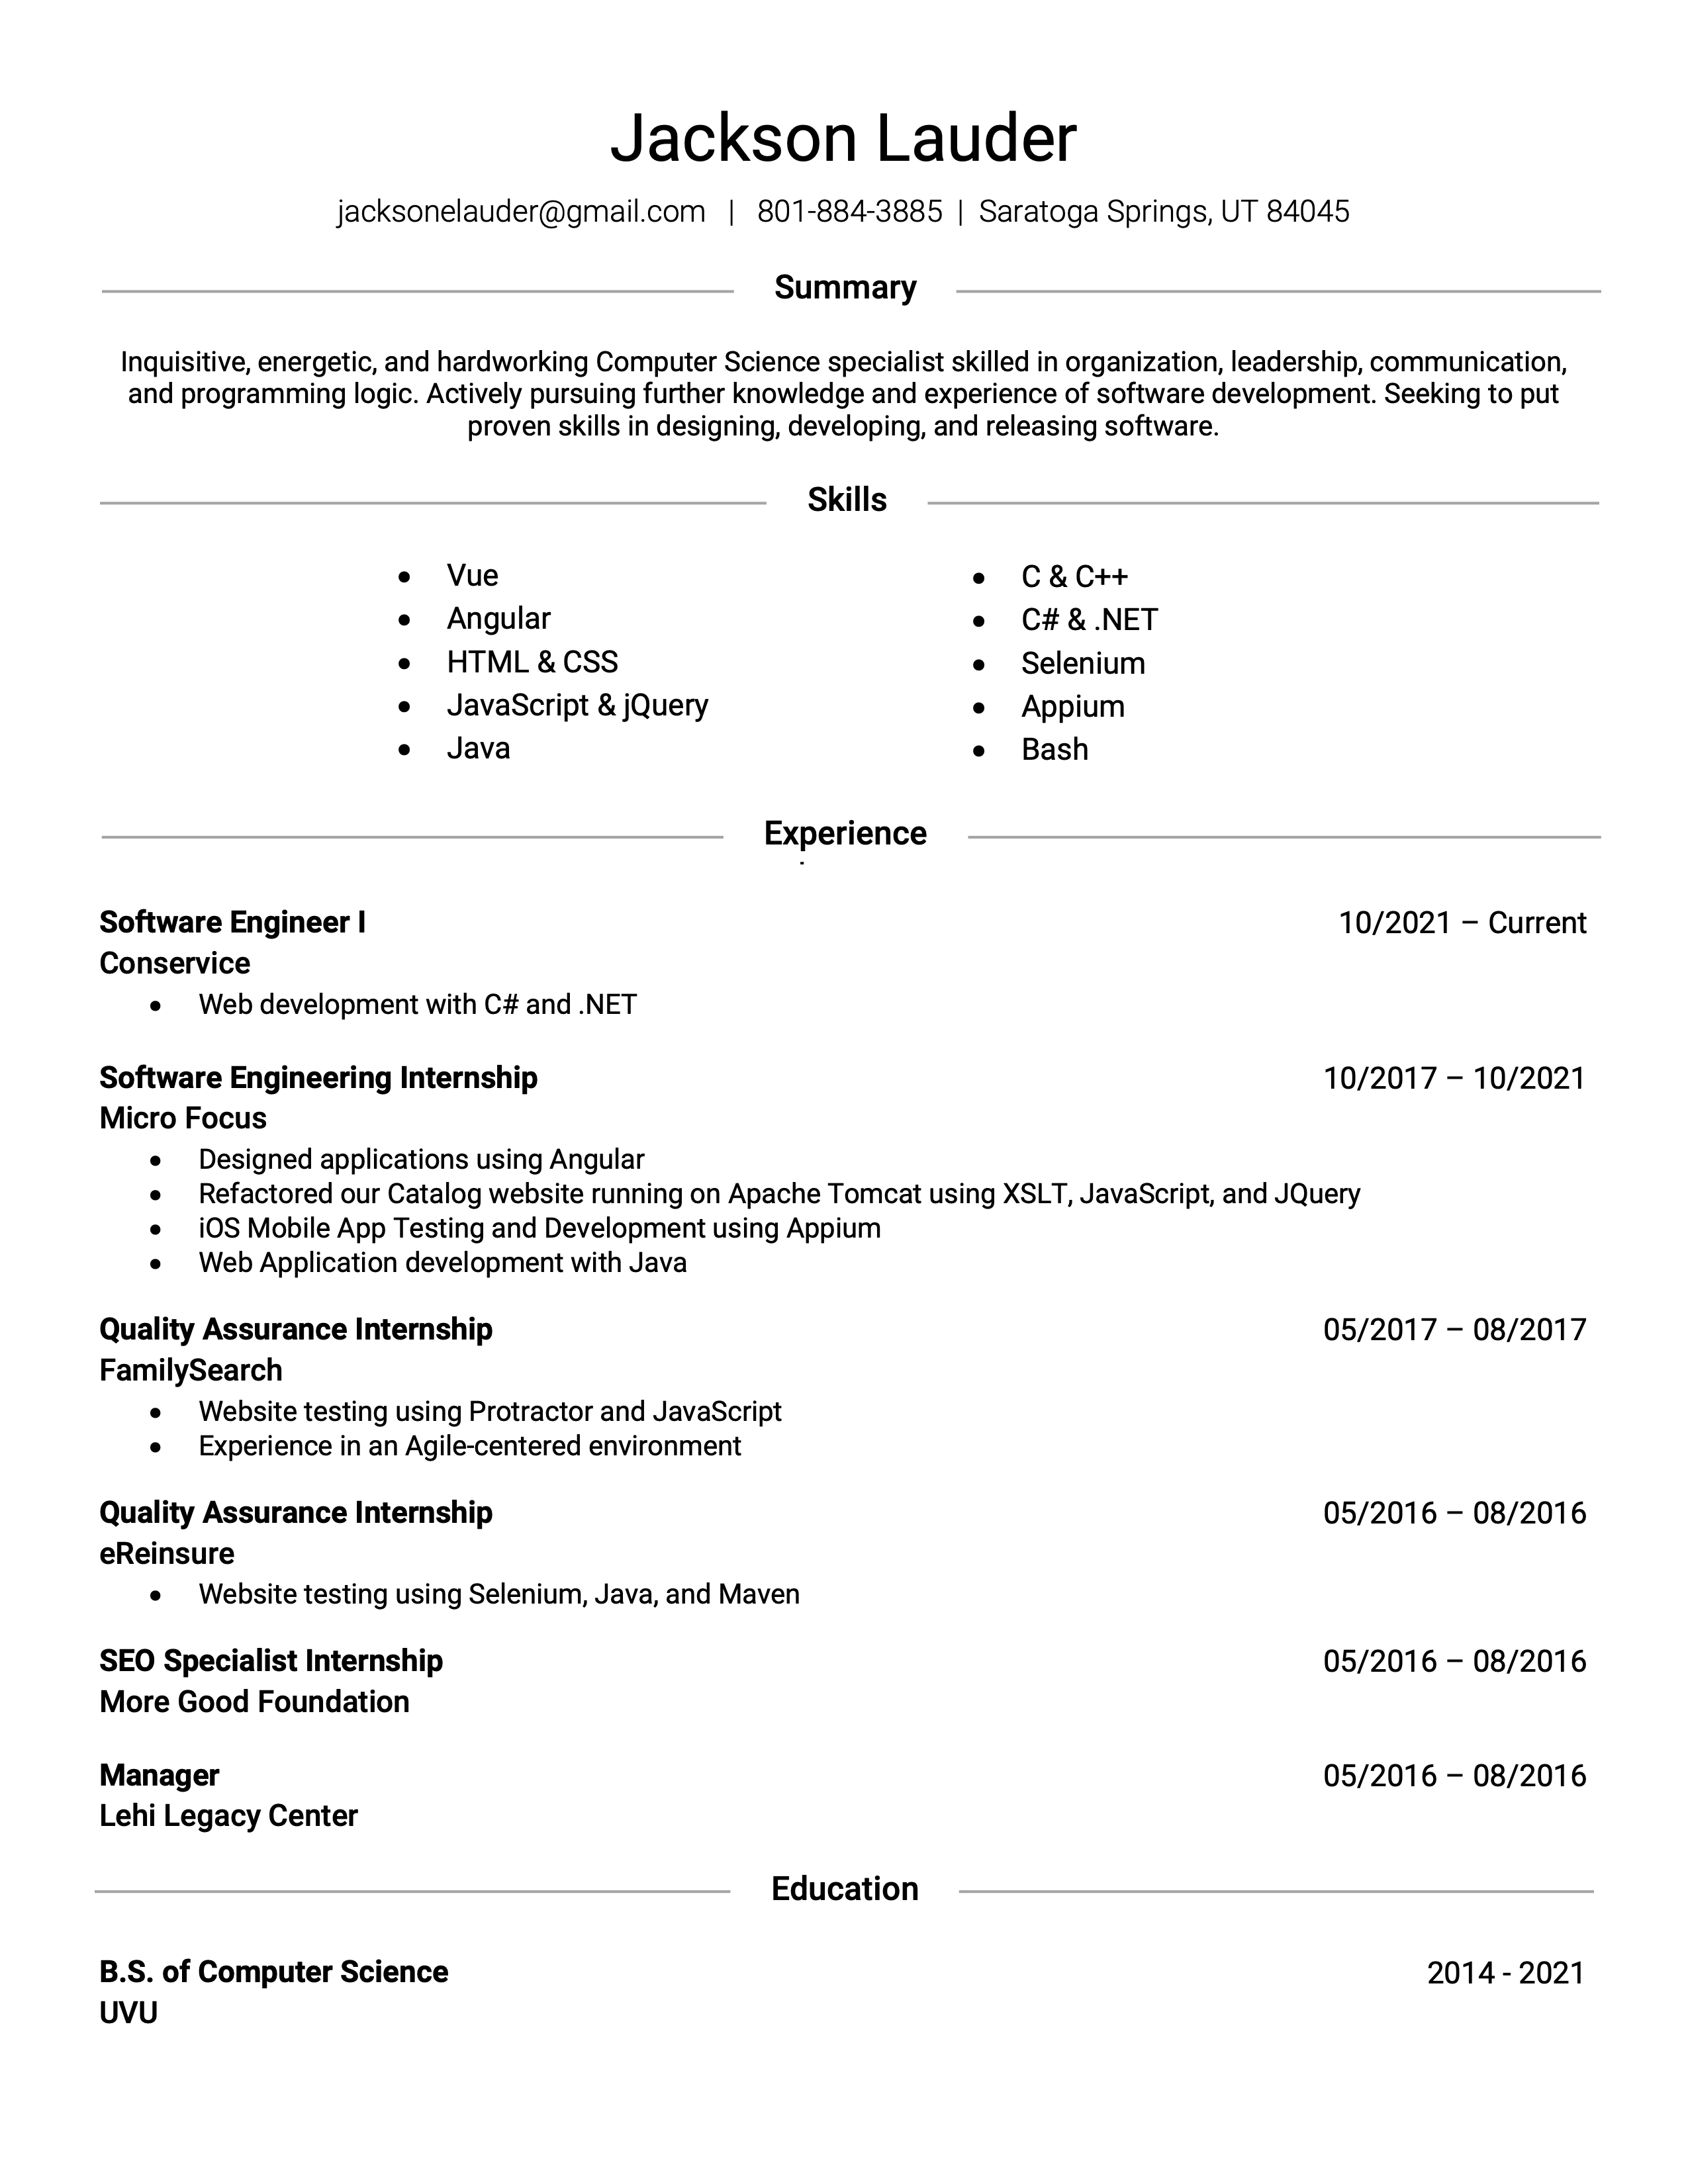 Jackson Lauder
jacksonelauder@gmail.com | 801-884-3885 | Saratoga Springs, UT 84045
Summary
Inquisitive, energetic, and hardworking Computer Science specialist skilled in organization, leadership, communication,
and programming logic. Actively pursuing further knowledge and experience of software development. Seeking to put
proven skills in designing, developing, and releasing software.
Skills
• Vue
• Angular
• HTML & CSS
• JavaScript & jQuery
• Java
• C & C++
• C# & .NET
• Selenium
• Appium
• Bash
Experience
Software Engineer I 10/2021 – Current
Conservice
• Web development with C# and .NET
Software Engineering Internship 10/2017 – 10/2021
Micro Focus
• Designed applications using Angular
• Refactored our Catalog website running on Apache Tomcat using XSLT, JavaScript, and JQuery
• iOS Mobile App Testing and Development using Appium
• Web Application development with Java
Quality Assurance Internship 05/2017 – 08/2017
FamilySearch
• Website testing using Protractor and JavaScript
• Experience in an Agile-centered environment
Quality Assurance Internship 05/2016 – 08/2016
eReinsure
• Website testing using Selenium, Java, and Maven
SEO Specialist Internship 05/2016 – 08/2016
More Good Foundation
Manager 05/2016 – 08/2016
Lehi Legacy Center
Education
B.S. of Computer Science 2014 - 2021
UVU